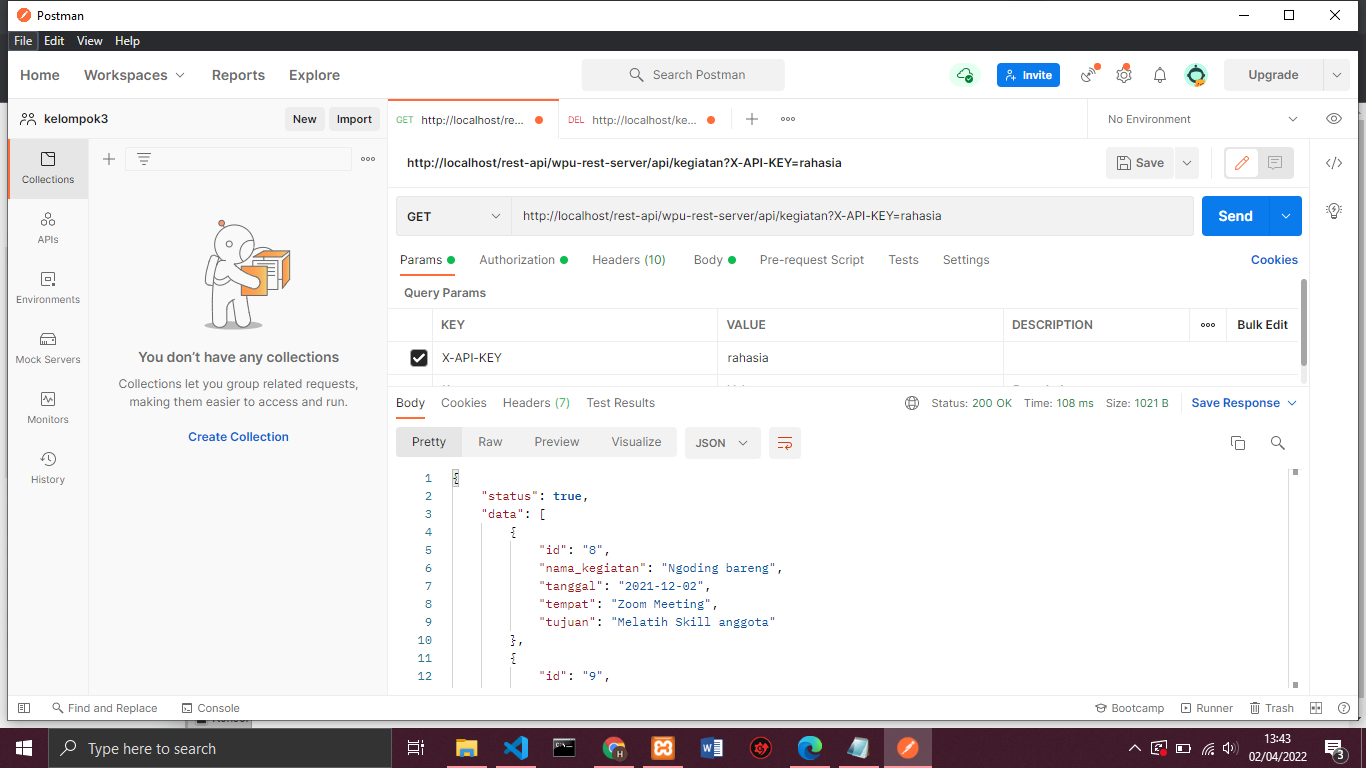 Postman
File Edit View Help
Home Workspaces Reports Explore Search Postman Invite Upgrade
kelompok3 New Import
GET http://localhost/re... DEL http://localhost/ke... No Environment
Collections
APIs
Environments
Mock Servers
Monitors
History
You don't have any collections
Collections let you group related requests,
making them easier to access and run.
Create Collection
http://localhost/rest-api/wpu-rest-server/api/kegiatan?X-API-KEY=rahasia Save
GET http://localhost/rest-api/wpu-rest-server/api/kegiatan?X-API-KEY=rahasia Send
Params Authorization Headers (10) Body Pre-request Script Tests Settings Cookies
Query Params
KEY VALUE DESCRIPTION Bulk Edit
X-API-KEY rahasia
Body Cookies Headers (7) Test Results Status: 200 OK Time: 108 ms Size: 1021 B Save Response
Pretty Raw Preview Visualize JSON
1 {
2 "status": true,
3 "data": [
4 {
5 "id": "8",
6 "nama_kegiatan": "Ngoding bareng",
7 "tanggal": "2021-12-02",
8 "tempat": "Zoom Meeting",
9 "tujuan": "Melatih Skill anggota"
10 },
11 {
12 "id": "9",
Find and Replace Console Bootcamp Runner Trash
Type here to search
H
13:43
02/04/2022
3